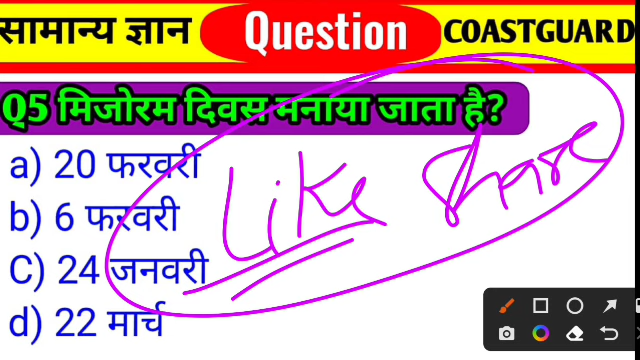 सामान्य ज्ञान Question COASTGUARD
Q5 मिजोरम दिवस मनाया जाता है?
a) 20 फरवरी
b) 6 फरवरी
C) 24 जनवरी
d) 22 मार्च
Like Share